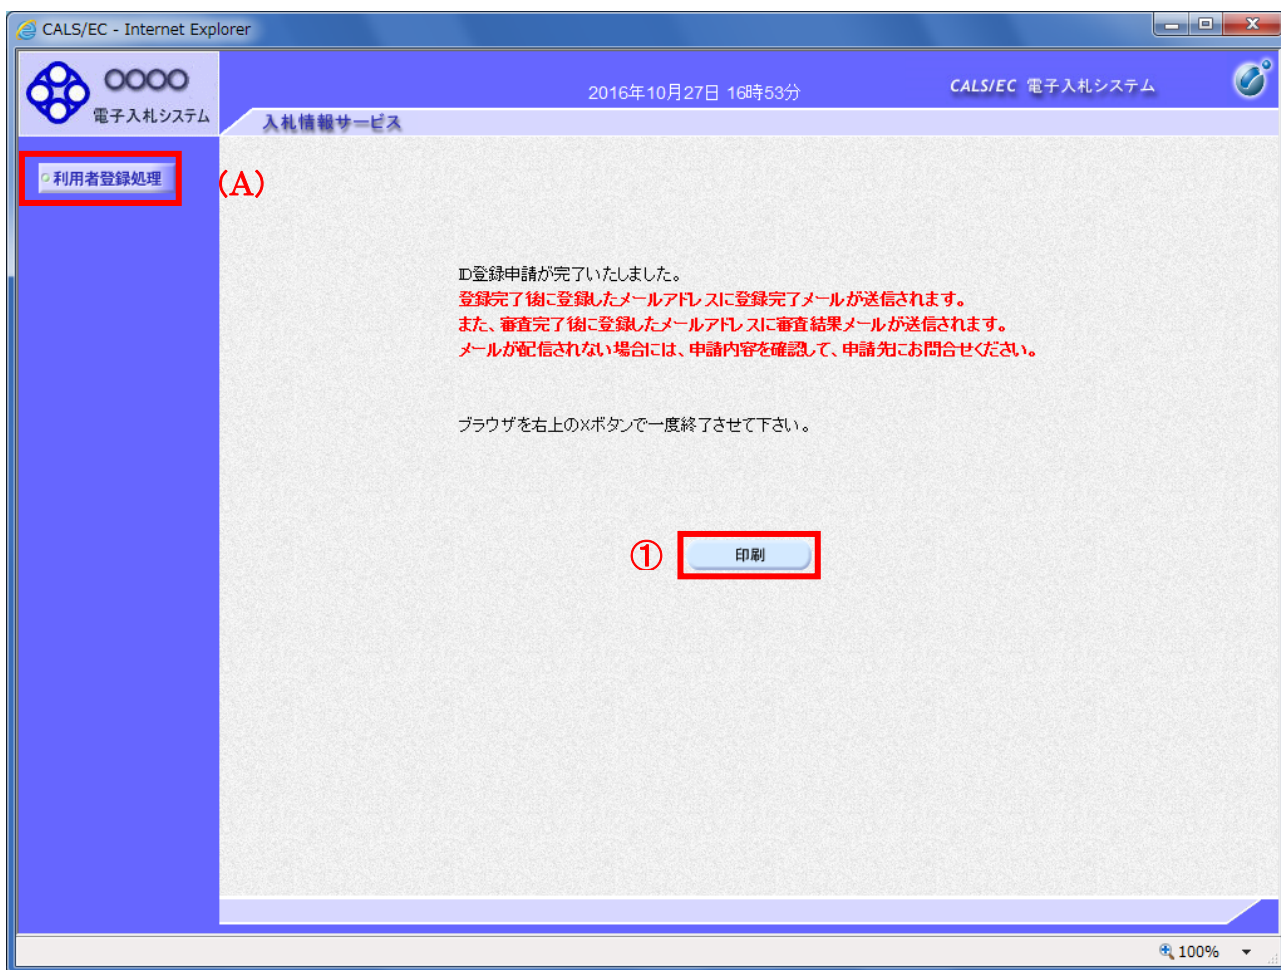 CALS/EC - Internet Explorer
○○○○
電子入札システム
2016年10月27日 16時53分
CALS/EC 電子入札システム
入札情報サービス
利用者登録処理
(A)
ID登録申請が完了いたしました。
登録完了後に登録したメールアドレスに登録完了メールが送信されます。
また、審査完了後に登録したメールアドレスに審査結果メールが送信されます。
メールが配信されない場合には、申請内容を確認して、申請先にお問合せください。
ブラウザを右上の×ボタンで一度終了させて下さい。
① 印刷
100%